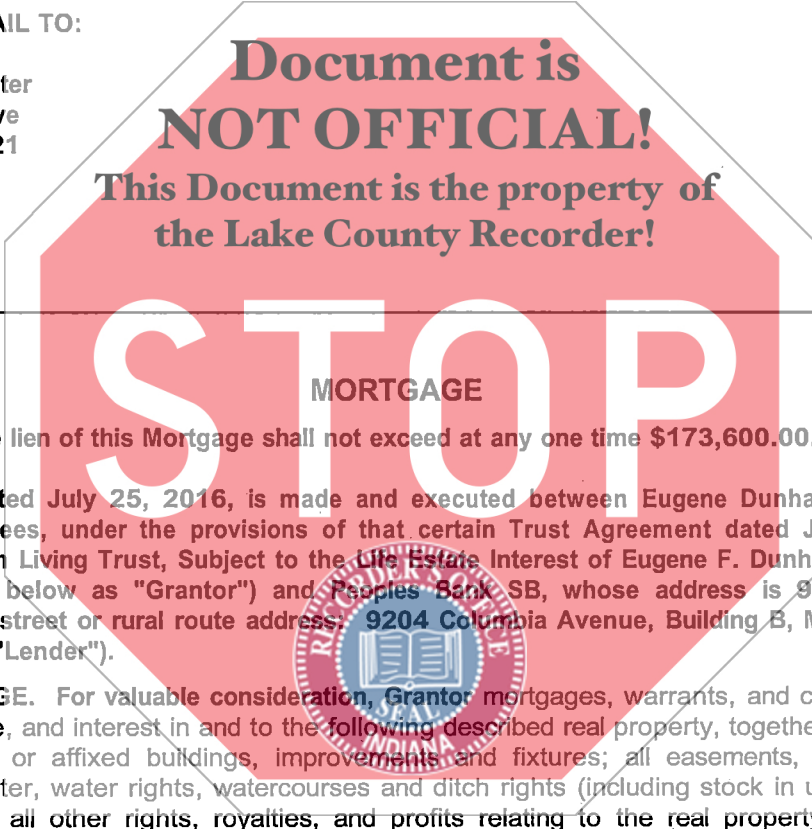 AIL TO:
Document is
ter
ve
NOT OFFICIAL!
21
This Document is the property of
the Lake County Recorder!
STOP
MORTGAGE
lien of this Mortgage shall not exceed at any one time $173,600.00.
ted July 25, 2016, is made and executed between Eugene Dunha
ees, under the provisions of that certain Trust Agreement dated J
n Living Trust, Subject to the Life Estate Interest of Eugene F. Dunh
below as "Grantor") and Peoples Bank SB, whose address is 9
street or rural route address: 9204 Columbia Avenue, Building B, M
"Lender").
GE. For valuable consideration, Grantor mortgages, warrants, and c
e, and interest in and to the following described real property, togethe
or affixed buildings, improvements and fixtures; all easements,
ter, water rights, watercourses and ditch rights (including stock in u
all other rights, royalties, and profits relating to the real propert
RECORDER'S OFFICE
SEAL
INDIANA